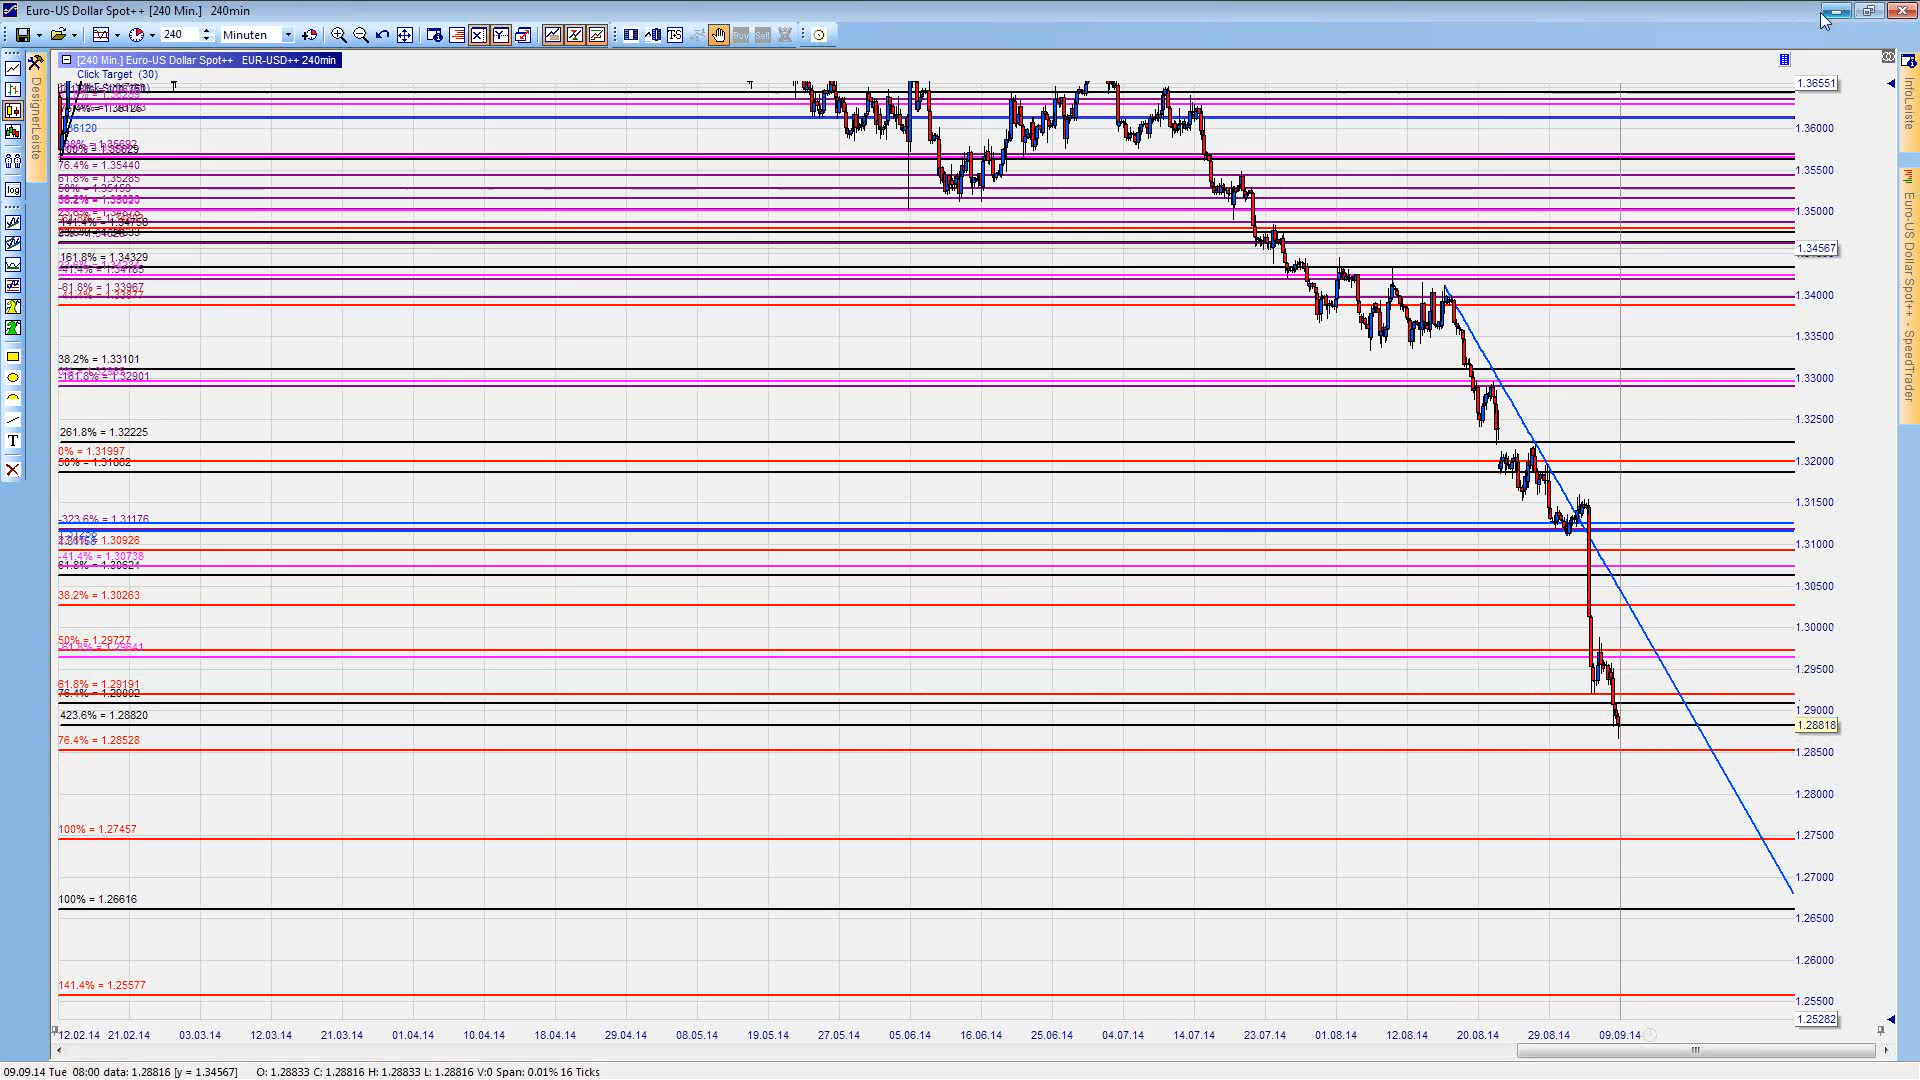 Euro-US Dollar Spot++ [240 Min.] 240min
240 Minuten
T-S Buy Sell
[240 Min.] Euro-US Dollar Spot++ EUR-USD++ 240min
Click Target (30)
DesignerLeiste
InfoLeiste
Euro-US Dollar Spot++ - SpeedTrader
log
T
1.36551
1.36000
1.35500
1.35000
1.34567
1.34000
1.33500
1.33000
1.32500
1.32000
1.31500
1.31000
1.30500
1.30000
1.29500
1.29000
1.28818
1.28500
1.28000
1.27500
1.27000
1.26500
1.26000
1.25500
1.25282
76.4% = 1.35440
61.8% = 1.35285
161.8% = 1.34329
-61.8% = 1.33967
38.2% = 1.33101
-161.8% = 1.32901
261.8% = 1.32225
0% = 1.31997
-323.6% = 1.31176
-41.4% = 1.30738
38.2% = 1.30263
50% = 1.29727
61.8% = 1.29191
423.6% = 1.28820
76.4% = 1.28528
100% = 1.27457
100% = 1.26616
141.4% = 1.25577
12.02.14 21.02.14 03.03.14 12.03.14 21.03.14 01.04.14 10.04.14 18.04.14 29.04.14 08.05.14 19.05.14 27.05.14 05.06.14 16.06.14 25.06.14 04.07.14 14.07.14 23.07.14 01.08.14 12.08.14 20.08.14 29.08.14 09.09.14
09.09.14 Tue 08:00 data: 1.28816 [y = 1.34567] O: 1.28833 C: 1.28816 H: 1.28833 L: 1.28816 V:0 Span: 0.01% 16 Ticks